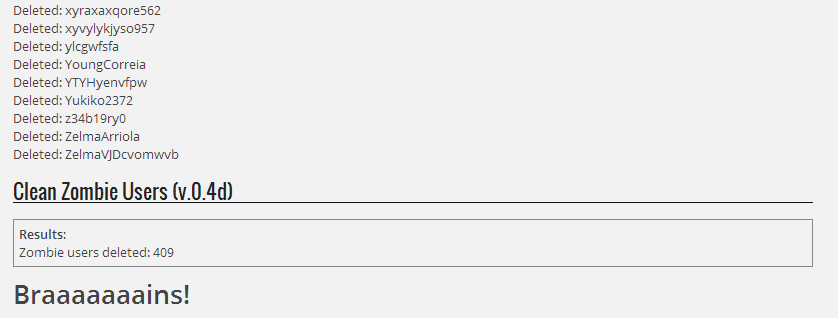 Deleted: xyraxaxqore562
Deleted: xyvylykjyso957
Deleted: ylcgwfsfa
Deleted: YoungCorreia
Deleted: YTYHyenvfpw
Deleted: Yukiko2372
Deleted: z34b19ry0
Deleted: ZelmaArriola
Deleted: ZelmaVJDcvomwvb
Clean Zombie Users (v.0.4d)
Results:
Zombie users deleted: 409
Braaaaaaains!